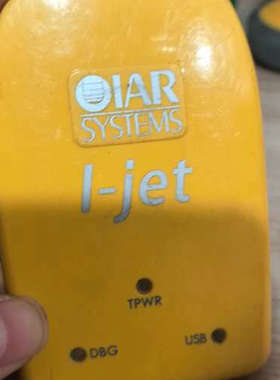 IAR
SYSTEMS
I-jet
TPWR
DBG
USB